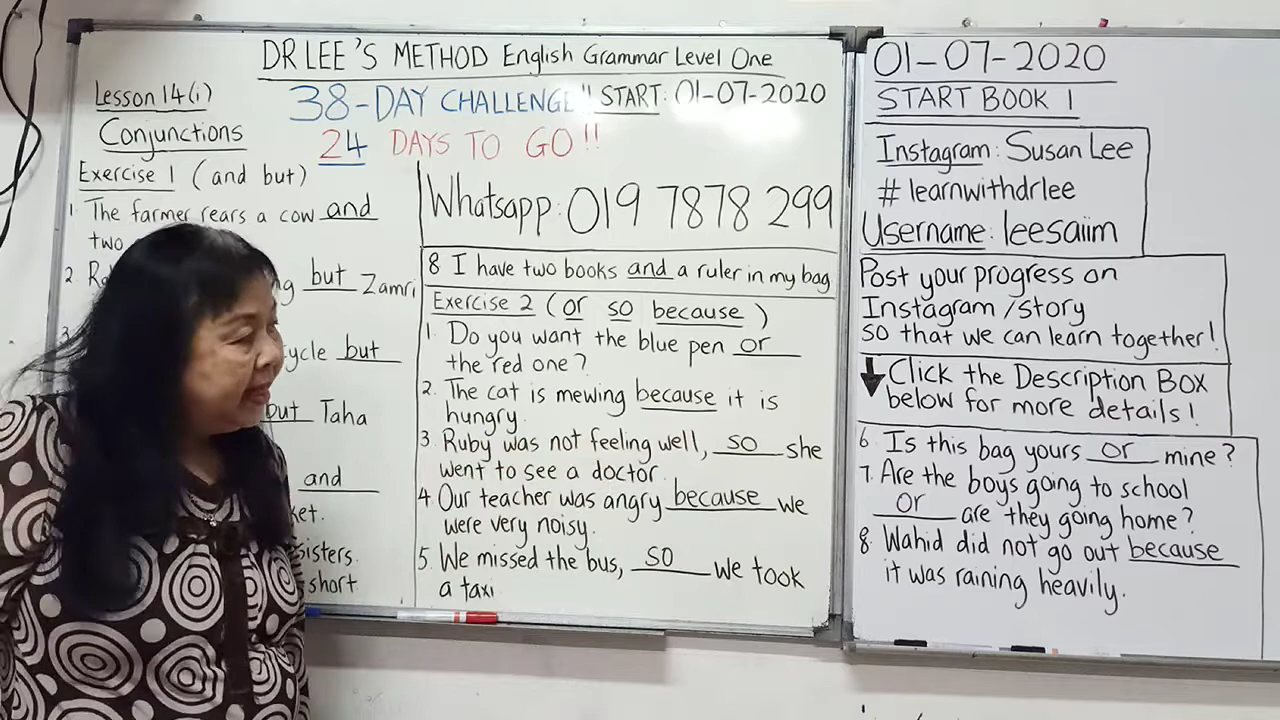 DR LEE'S METHOD English Grammar Level One
Lesson 14(i)
38-DAY CHALLENGE!! START: 01-07-2020
Conjunctions
24 DAYS TO GO!!
Exercise 1 (and but)
1. The farmer rears a cow and
two
2.
but Zamri
cycle but
but Taha
and
sisters.
short
Whatsapp: 019 7878 299
8 I have two books and a ruler in my bag
Exercise 2 (or so because)
1. Do you want the blue pen or
the red one?
2. The cat is mewing because it is
hungry.
3. Ruby was not feeling well, so she
went to see a doctor.
4 Our teacher was angry because we
were very noisy.
5. We missed the bus, so we took
a taxi
01-07-2020
START BOOK 1
Instagram: Susan Lee
# learnwithdrlee
Username: leesaiim
Post your progress on
Instagram/story
so that we can learn together!
Click the Description Box
below for more details!
6. Is this bag yours or mine?
7. Are the boys going to school
or are they going home?
8. Wahid did not go out because
it was raining heavily.